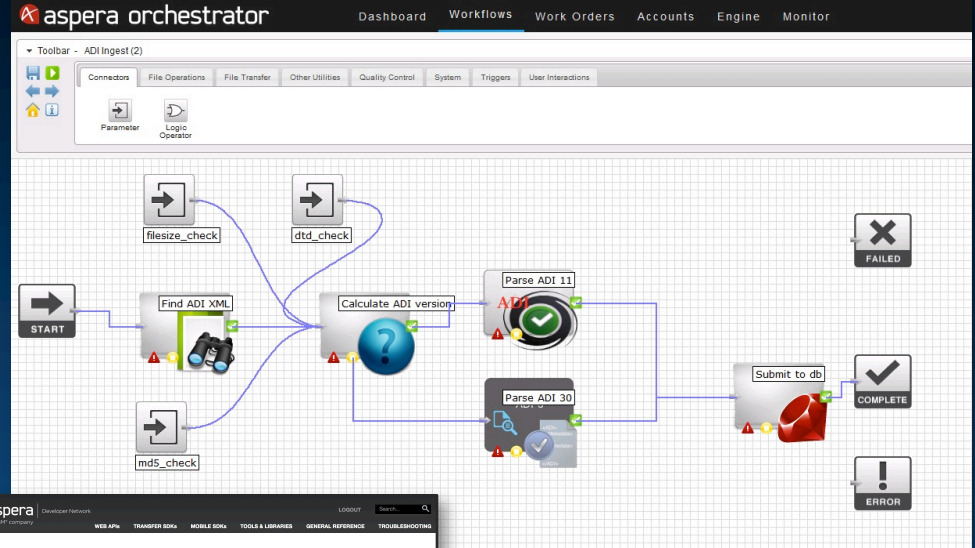 aspera orchestrator
Dashboard Workflows Work Orders Accounts Engine Monitor
Toolbar - ADI Ingest (2)
Connectors File Operations File Transfer Other Utilities Quality Control System Triggers User Interactions
Parameter
Logic
Operator
filesize_check
dtd_check
FAILED
Parse ADI 11
ADI
Find ADI XML
Calculate ADI version
START
Submit to db
COMPLETE
Parse ADI 30
md5_check
ERROR
spera Developer Network
LOGOUT
Search...
company
WEB APIs TRANSFER SDKs MOBILE SDKs TOOLS & LIBRARIES GENERAL REFERENCE TROUBLESHOOTING